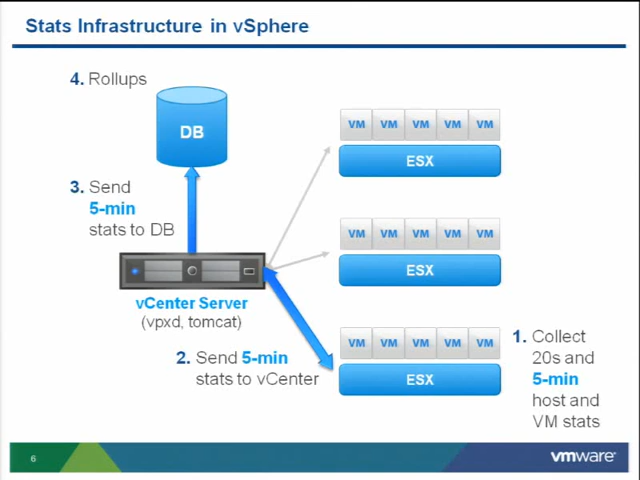 Stats Infrastructure in vSphere
4. Rollups
DB
3. Send
5-min
stats to DB
vCenter Server
(vpxd, tomcat)
2. Send 5-min
stats to vCenter
VM VM VM VM VM
ESX
VM VM VM VM VM
ESX
VM VM VM VM VM
ESX
1. Collect
20s and
5-min
host and
VM stats
6
vmware®